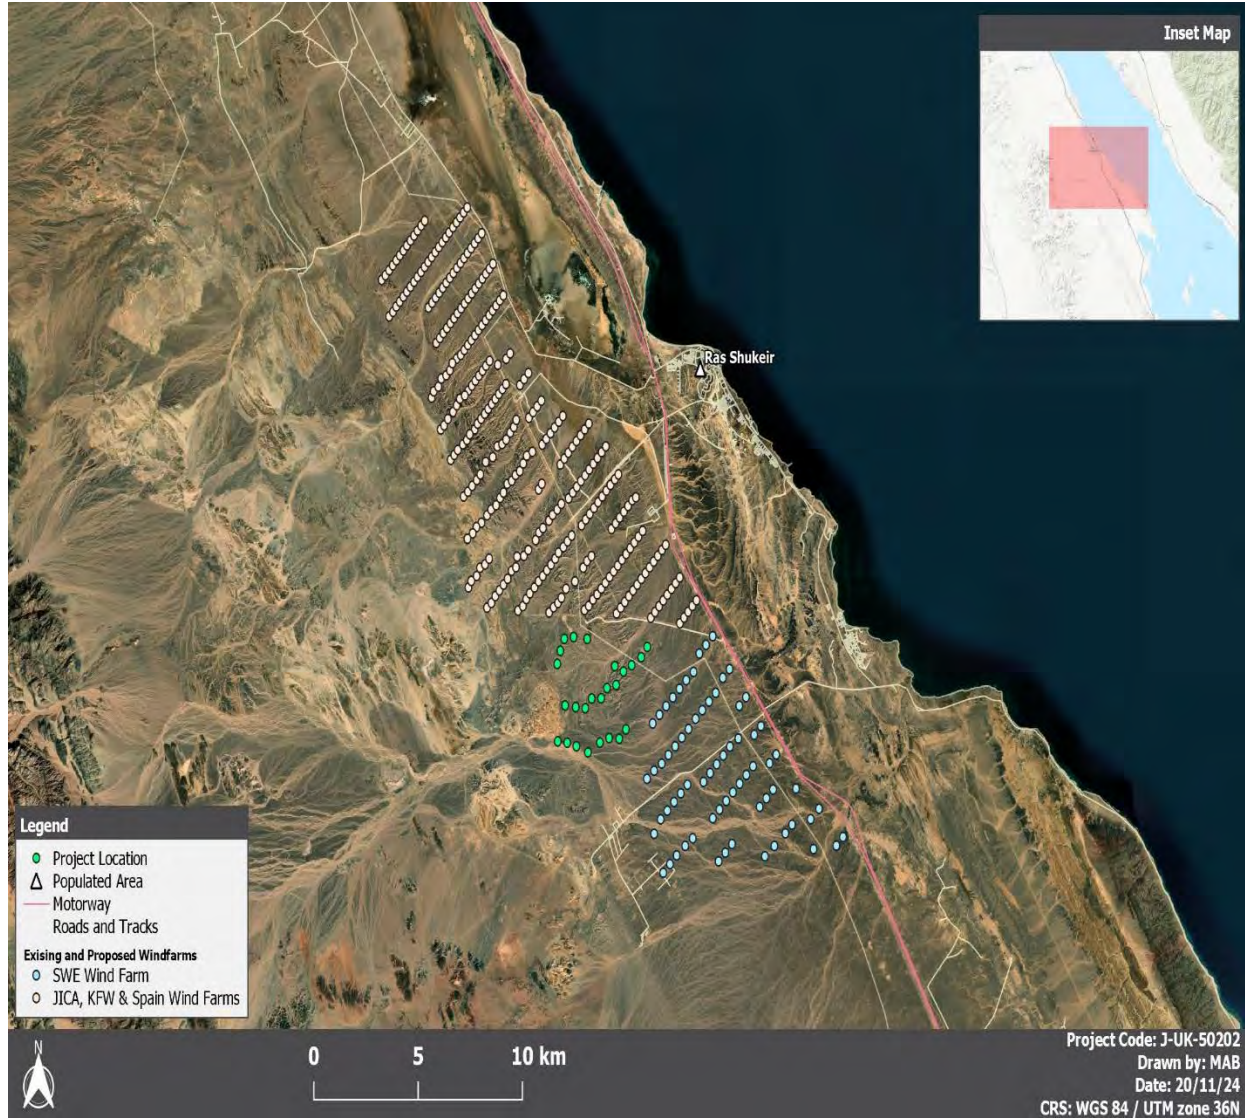 Inset Map
Ras Shukeir
Legend
Project Location
Populated Area
Motorway
Roads and Tracks
Exising and Proposed Windfarms
SWE Wind Farm
JICA, KFW & Spain Wind Farms
N
0 5 10 km
Project Code: J-UK-50202
Drawn by: MAB
Date: 20/11/24
CRS: WGS 84 / UTM zone 36N